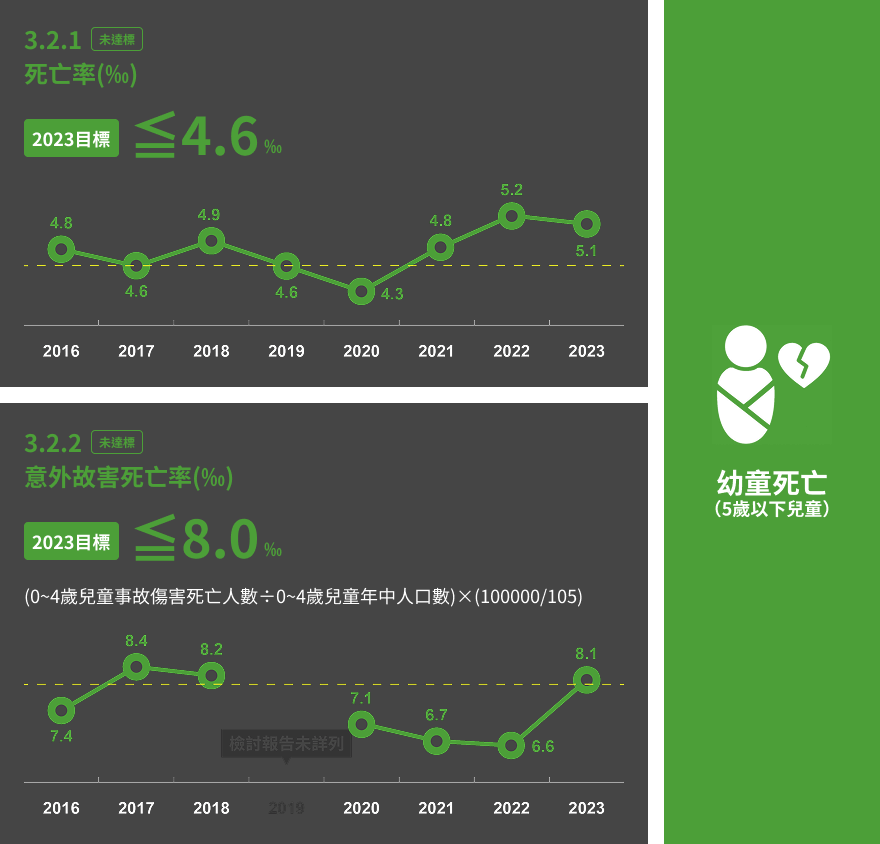 3.2.1 未達標
死亡率(‰)
2023目標 ≦4.6 ‰
4.8
4.6
4.9
4.6
4.3
4.8
5.2
5.1
2016 2017 2018 2019 2020 2021 2022 2023
3.2.2 未達標
意外故害死亡率(‰)
2023目標 ≦8.0 ‰
(0~4歲兒童事故傷害死亡人數÷0~4歲兒童年中人口數)×(100000/105)
7.4
8.4
8.2
檢討報告未詳列
7.1
6.7
6.6
8.1
2016 2017 2018 2019 2020 2021 2022 2023
幼童死亡
（5歲以下兒童）